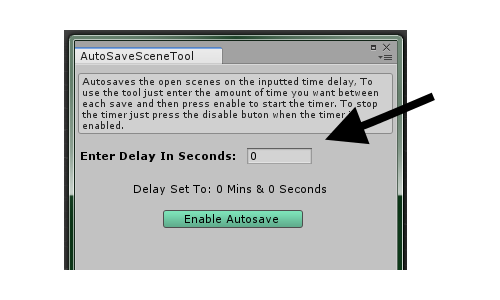 AutoSaveSceneTool
Autosaves the open scenes on the inputted time delay, To
use the tool just enter the amount of time you want between
each save and then press enable to start the timer. To stop
the timer just press the disable buton when the timer
enabled.
Enter Delay In Seconds: 0
Delay Set To: 0 Mins & 0 Seconds
Enable Autosave